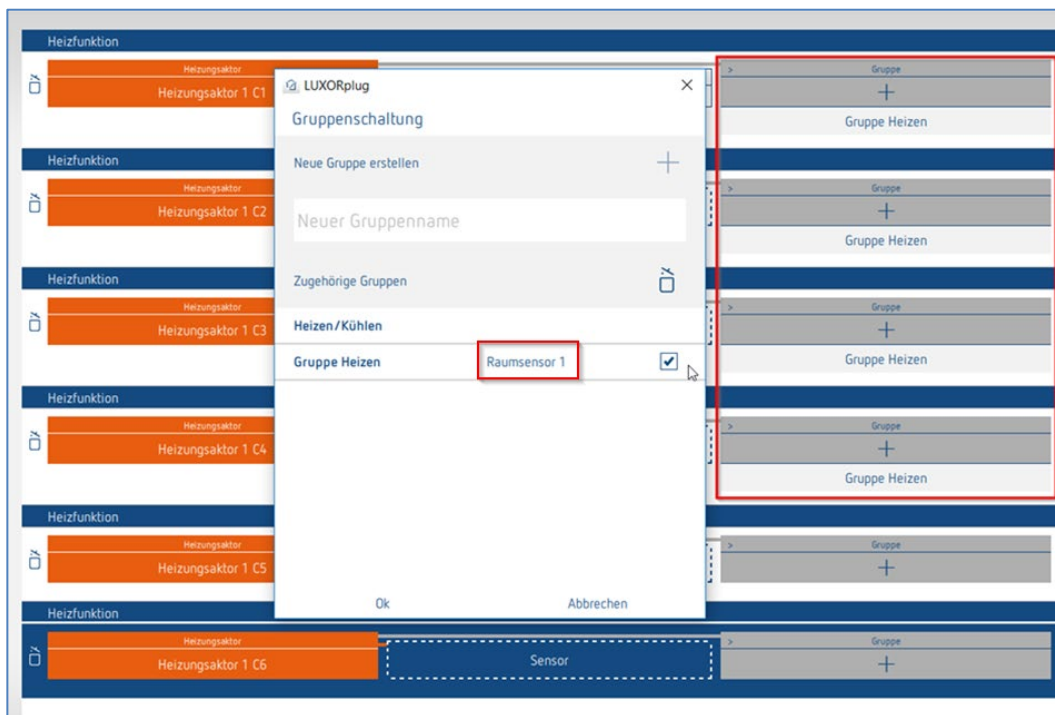 Heizfunktion
Heizungsaktor
Heizungsaktor 1 C1
> Gruppe
+
Gruppe Heizen
Heizfunktion
Heizungsaktor
Heizungsaktor 1 C2
> Gruppe
+
Gruppe Heizen
Heizfunktion
Heizungsaktor
Heizungsaktor 1 C3
> Gruppe
+
Gruppe Heizen
Heizfunktion
Heizungsaktor
Heizungsaktor 1 C4
> Gruppe
+
Gruppe Heizen
Heizfunktion
Heizungsaktor
Heizungsaktor 1 C5
> Gruppe
+
Heizfunktion
Heizungsaktor
Heizungsaktor 1 C6
Sensor
> Gruppe
+
LUXORplug
Gruppenschaltung
Neue Gruppe erstellen +
Neuer Gruppenname
Zugehörige Gruppen
Heizen/Kühlen
Gruppe Heizen Raumsensor 1
Ok Abbrechen